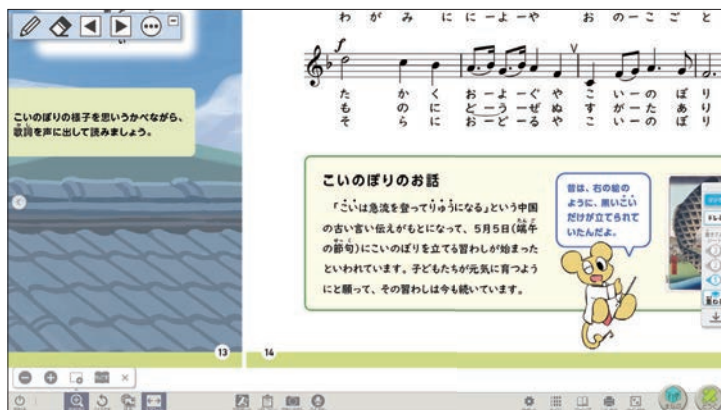 い
こいのぼりの様子を思いうかべながら、
歌詞を声に出して読みましょう。
わ が み に に ー よ ー や お の ー こ ご と
f
た か く お ー よ ー ぐ や こ い ー の ぼ り
も の に ど ー う ー ぜ ぬ す が ー た あ り
そ ら に お ー ど ー る や こ い ー の ぼ り
こいのぼりのお話
「こいは急流を登ってりゅうになる」という中国
の古い言い伝えがもとになって、5月5日(端午
の節句)にこいのぼりを立てる習わしが始まった
といわれています。子どもたちが元気に育つよう
にと願って、その習わしは今も続いています。
昔は、右の絵の
ように、黒いこい
だけが立てられて
いたんだよ。
13
14